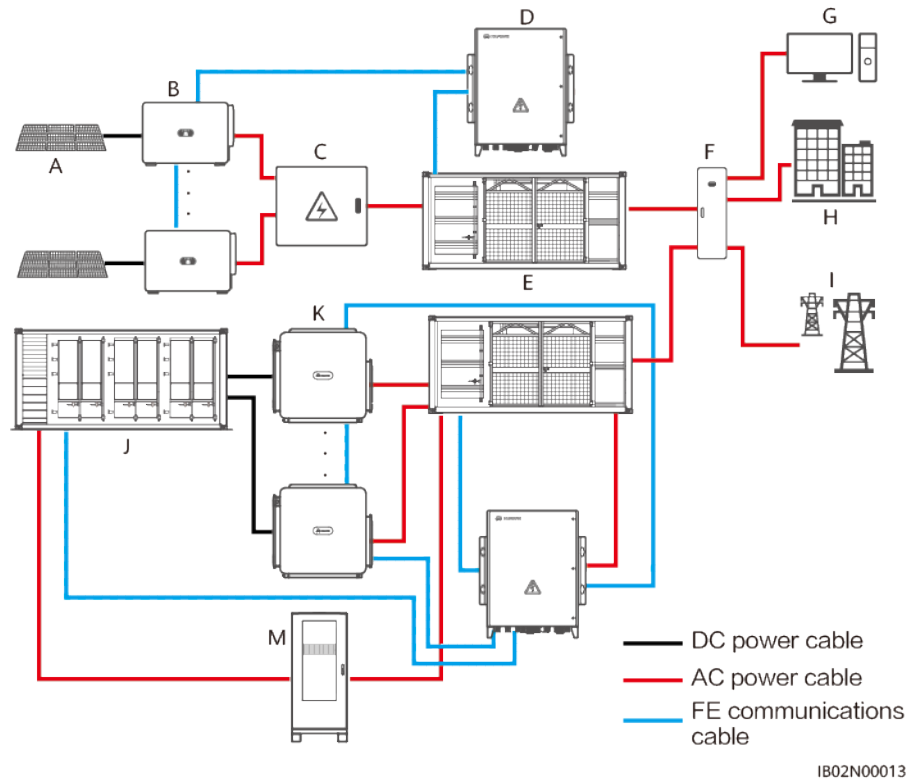 D
G
B
A
C
F
H
E
I
K
J
M
DC power cable
AC power cable
FE communications
cable
IB02N00013